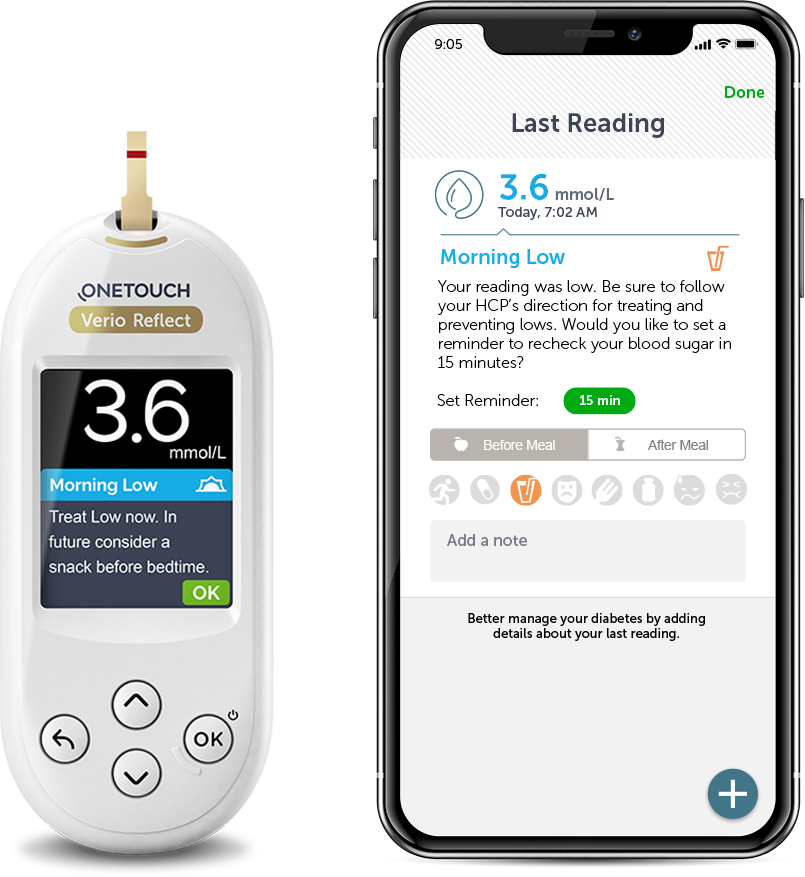 ONETOUCH
Verio Reflect
3.6
mmol/L
Morning Low
Treat Low now. In
future consider a
snack before bedtime.
OK
OK
9:05
Done
Last Reading
3.6 mmol/L
Today, 7:02 AM
Morning Low
Your reading was low. Be sure to follow
your HCP's direction for treating and
preventing lows. Would you like to set a
reminder to recheck your blood sugar in
15 minutes?
Set Reminder: 15 min
Before Meal After Meal
Add a note
Better manage your diabetes by adding
details about your last reading.